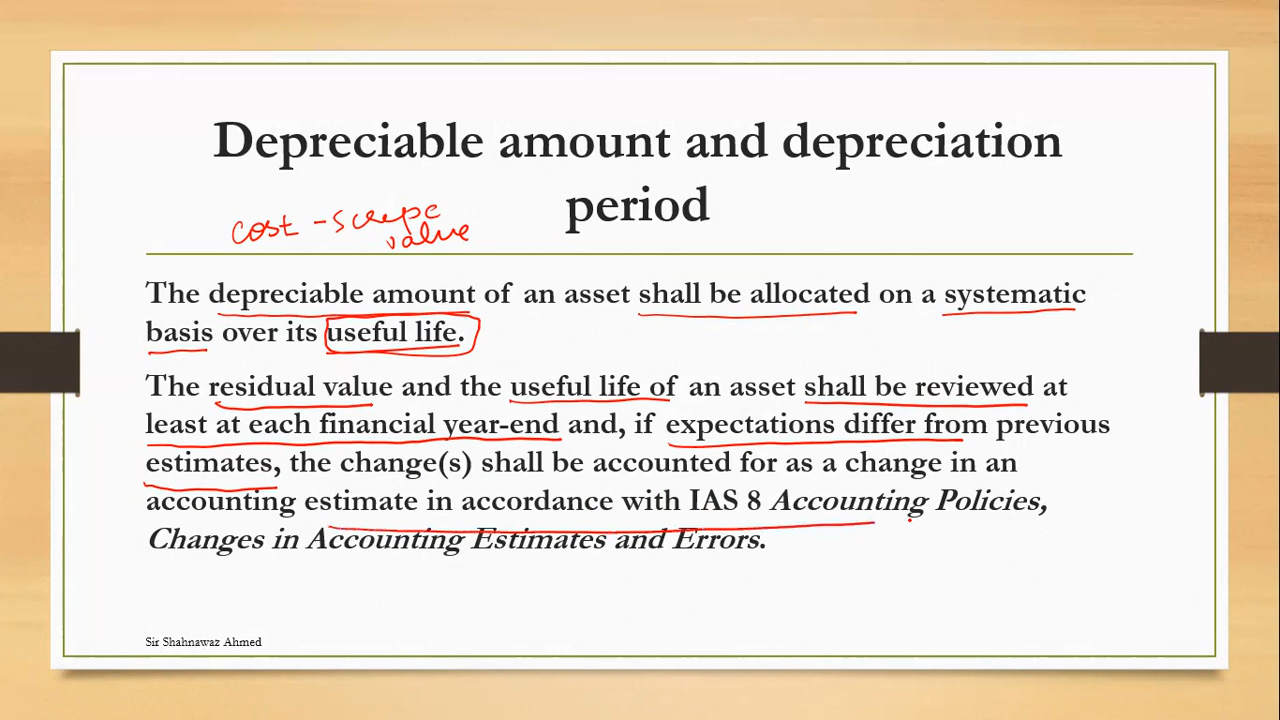 Depreciable amount and depreciation
period
cost - scrape
value
The depreciable amount of an asset shall be allocated on a systematic
basis over its useful life.
The residual value and the useful life of an asset shall be reviewed at
least at each financial year-end and, if expectations differ from previous
estimates, the change(s) shall be accounted for as a change in an
accounting estimate in accordance with IAS 8 Accounting Policies,
Changes in Accounting Estimates and Errors.
Sir Shahnawaz Ahmed